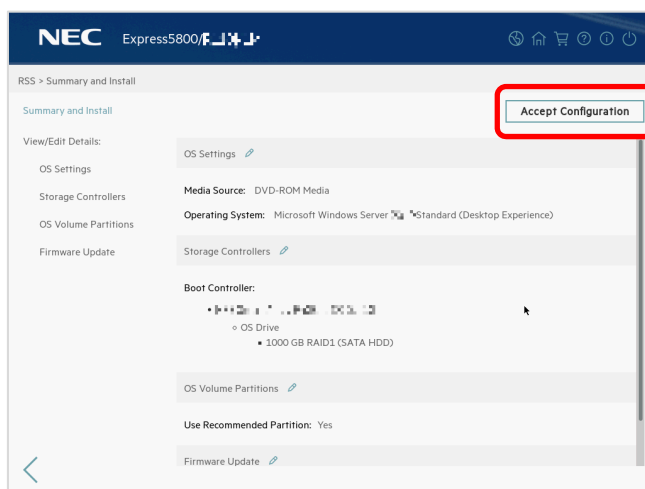 NEC Express5800/
RSS > Summary and Install
Summary and Install
Accept Configuration
View/Edit Details:
OS Settings
Storage Controllers
OS Volume Partitions
Firmware Update
OS Settings
Media Source: DVD-ROM Media
Operating System: Microsoft Windows Server Standard (Desktop Experience)
Storage Controllers
Boot Controller:
OS Drive
1000 GB RAID1 (SATA HDD)
OS Volume Partitions
Use Recommended Partition: Yes
Firmware Update